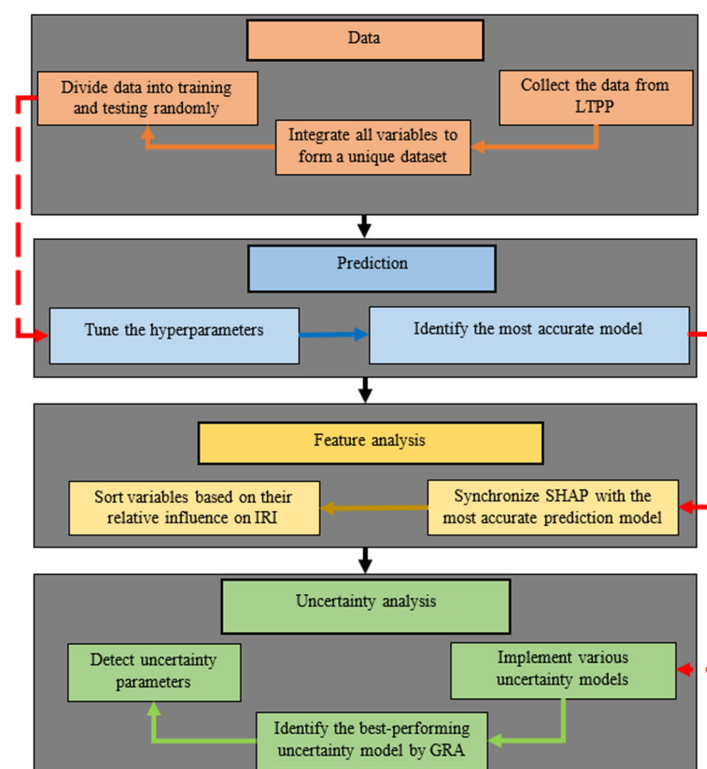 Data
Divide data into training
and testing randomly
Collect the data from
LTPP
Integrate all variables to
form a unique dataset
Prediction
Tune the hyperparameters
Identify the most accurate model
Feature analysis
Sort variables based on their
relative influence on IRI
Synchronize SHAP with the
most accurate prediction model
Uncertainty analysis
Detect uncertainty
parameters
Implement various
uncertainty models
Identify the best-performing
uncertainty model by GRA